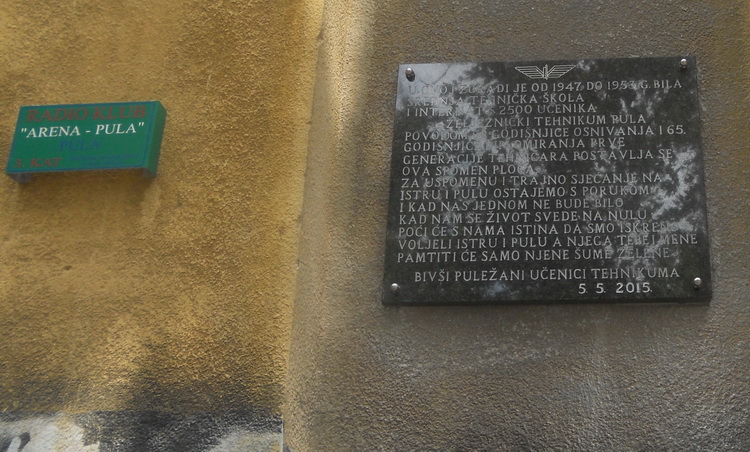 RADIO KLUB
"ARENA - PULA"
PULA
3. KAT
U OVOJ ZGRADI JE OD 1947 DO 1953.G. BILA
SREDNJA TEHNIČKA ŠKOLA
I INTERNAT ZA 2500 UČENIKA
ŽELJEZNIČKI TEHNIKUM PULA
POVODOM GODIŠNJICE OSNIVANJA I 65.
GODIŠNJICE PROMIRANJA PRVE
GENERACIJE TEHNIČARA POSTAVLJA SE
OVA SPOMEN PLOČA
ZA USPOMENU I TRAJNO SJEĆANJE NA
ISTRU I PULU OSTAJEMO S PORUKOM
I KAD NAS JEDNOM NE BUDE BILO
KAD NAM SE ŽIVOT SVEDE NA NULU
POĆI ĆE S NAMA ISTINA DA SMO ISKRENO
VOLJELI ISTRU I PULU A NJEGA TEBE I MENE
PAMTITI ĆE SAMO NJENE ŠUME ZELENE
BIVŠI PULEŽANI UČENICI TEHNIKUMA
5. 5. 2015.